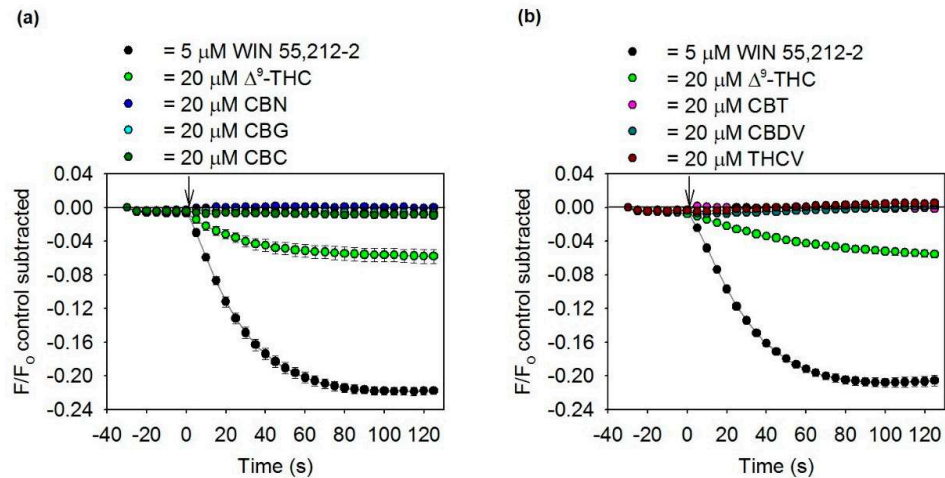 (a)
= 5 μM WIN 55,212-2
= 20 μM Δ⁹-THC
= 20 μM CBN
= 20 μM CBG
= 20 μM CBC
0.04
0.00
-0.04
-0.08
-0.12
-0.16
-0.20
-0.24
F/F₀ control subtracted
-40 -20 0 20 40 60 80 100 120
Time (s)
(b)
= 5 μM WIN 55,212-2
= 20 μM Δ⁹-THC
= 20 μM CBT
= 20 μM CBDV
= 20 μM THCV
0.04
0.00
-0.04
-0.08
-0.12
-0.16
-0.20
-0.24
F/F₀ control subtracted
-40 -20 0 20 40 60 80 100 120
Time (s)